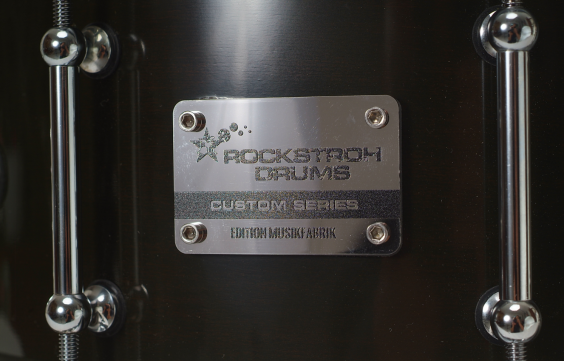 ROCKSTROH
DRUMS
CUSTOM SERIES
EDITION MUSIKFABRIK